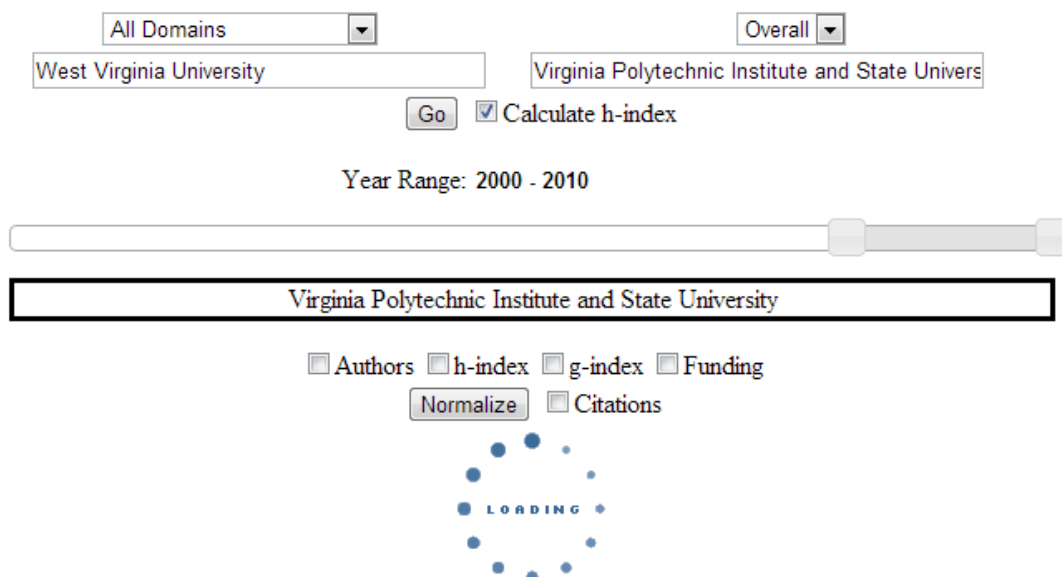 All Domains Overall
West Virginia University Virginia Polytechnic Institute and State Univers
Go Calculate h-index
Year Range: 2000 - 2010
Virginia Polytechnic Institute and State University
Authors h-index g-index Funding
Normalize Citations
LOADING